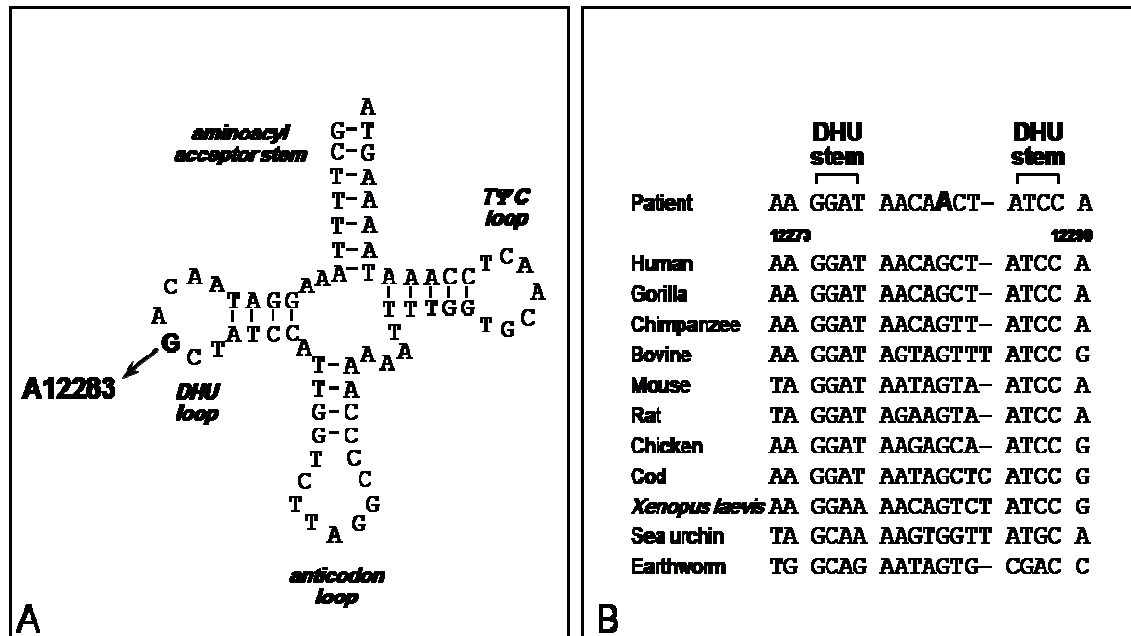 aminoacyl
acceptor stem
TΨC
loop
A12283
DHU
loop
anticodon
loop
A
DHU
stem
DHU
stem
Patient AA GGAT AACAACT– ATCC A
12273 12290
Human AA GGAT AACAGCT– ATCC A
Gorilla AA GGAT AACAGCT– ATCC A
Chimpanzee AA GGAT AACAGTT– ATCC A
Bovine AA GGAT AGTAGTTT ATCC G
Mouse TA GGAT AATAGTA– ATCC A
Rat TA GGAT AGAAGTA– ATCC A
Chicken AA GGAT AAGAGCA– ATCC G
Cod AA GGAT AATAGCTC ATCC G
Xenopus laevis AA GGAA AACAGTCT ATCC G
Sea urchin TA GCAA AAGTGGTT ATGC A
Earthworm TG GCAG AATAGTG– CGAC C
B